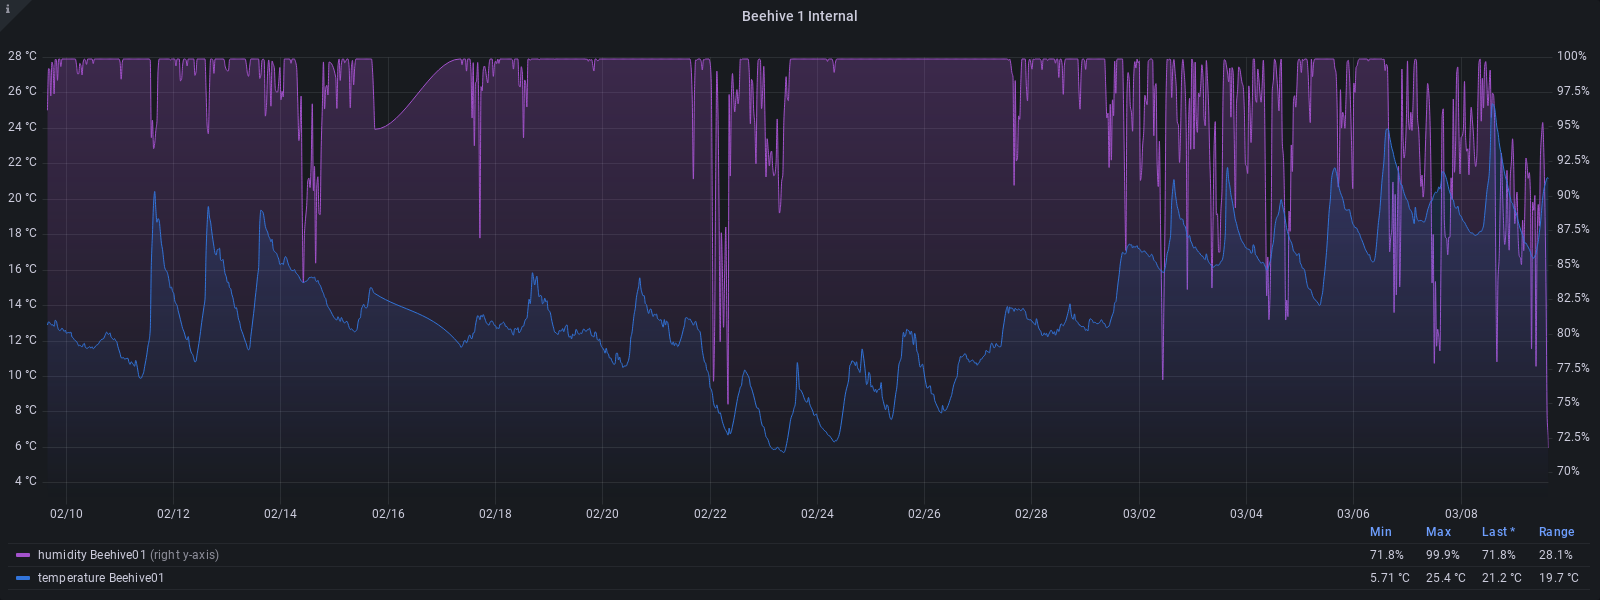 i
Beehive 1 Internal
28 °C
26 °C
24 °C
22 °C
20 °C
18 °C
16 °C
14 °C
12 °C
10 °C
8 °C
6 °C
4 °C
100%
97.5%
95%
92.5%
90%
87.5%
85%
82.5%
80%
77.5%
75%
72.5%
70%
02/10 02/12 02/14 02/16 02/18 02/20 02/22 02/24 02/26 02/28 03/02 03/04 03/06 03/08
Min Max Last * Range
humidity Beehive01 (right y-axis) 71.8% 99.9% 71.8% 28.1%
temperature Beehive01 5.71 °C 25.4 °C 21.2 °C 19.7 °C